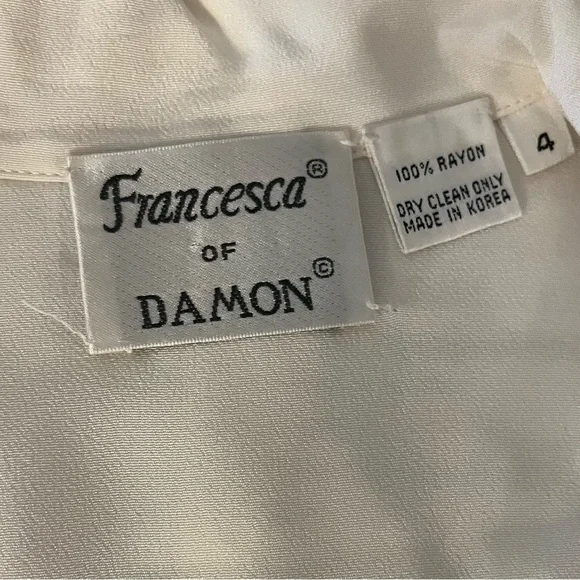 Francesca®
OF
DAMON©
100% RAYON
DRY CLEAN ONLY
MADE IN KOREA
4